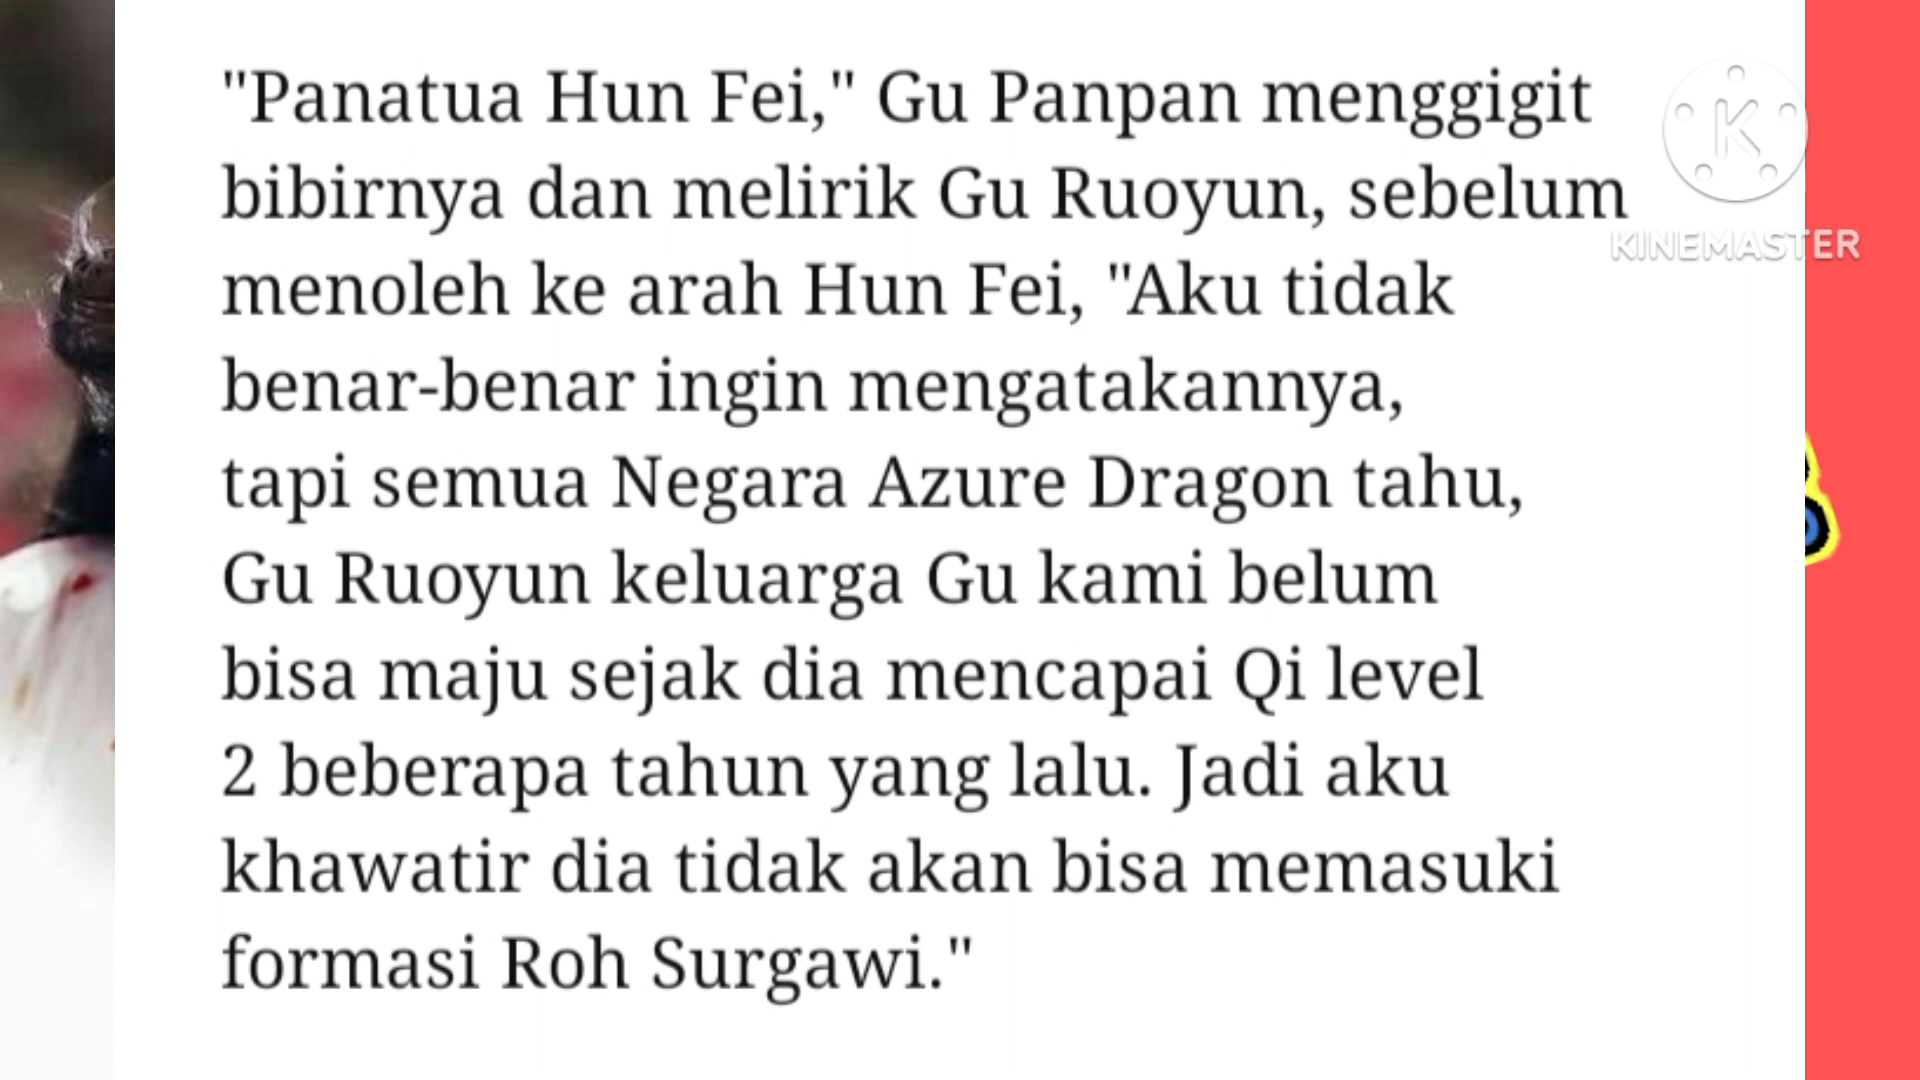 "Panatua Hun Fei," Gu Panpan menggigit
bibirnya dan melirik Gu Ruoyun, sebelum
menoleh ke arah Hun Fei, "Aku tidak
benar-benar ingin mengatakannya,
tapi semua Negara Azure Dragon tahu,
Gu Ruoyun keluarga Gu kami belum
bisa maju sejak dia mencapai Qi level
2 beberapa tahun yang lalu. Jadi aku
khawatir dia tidak akan bisa memasuki
formasi Roh Surgawi."
K
KINEMASTER